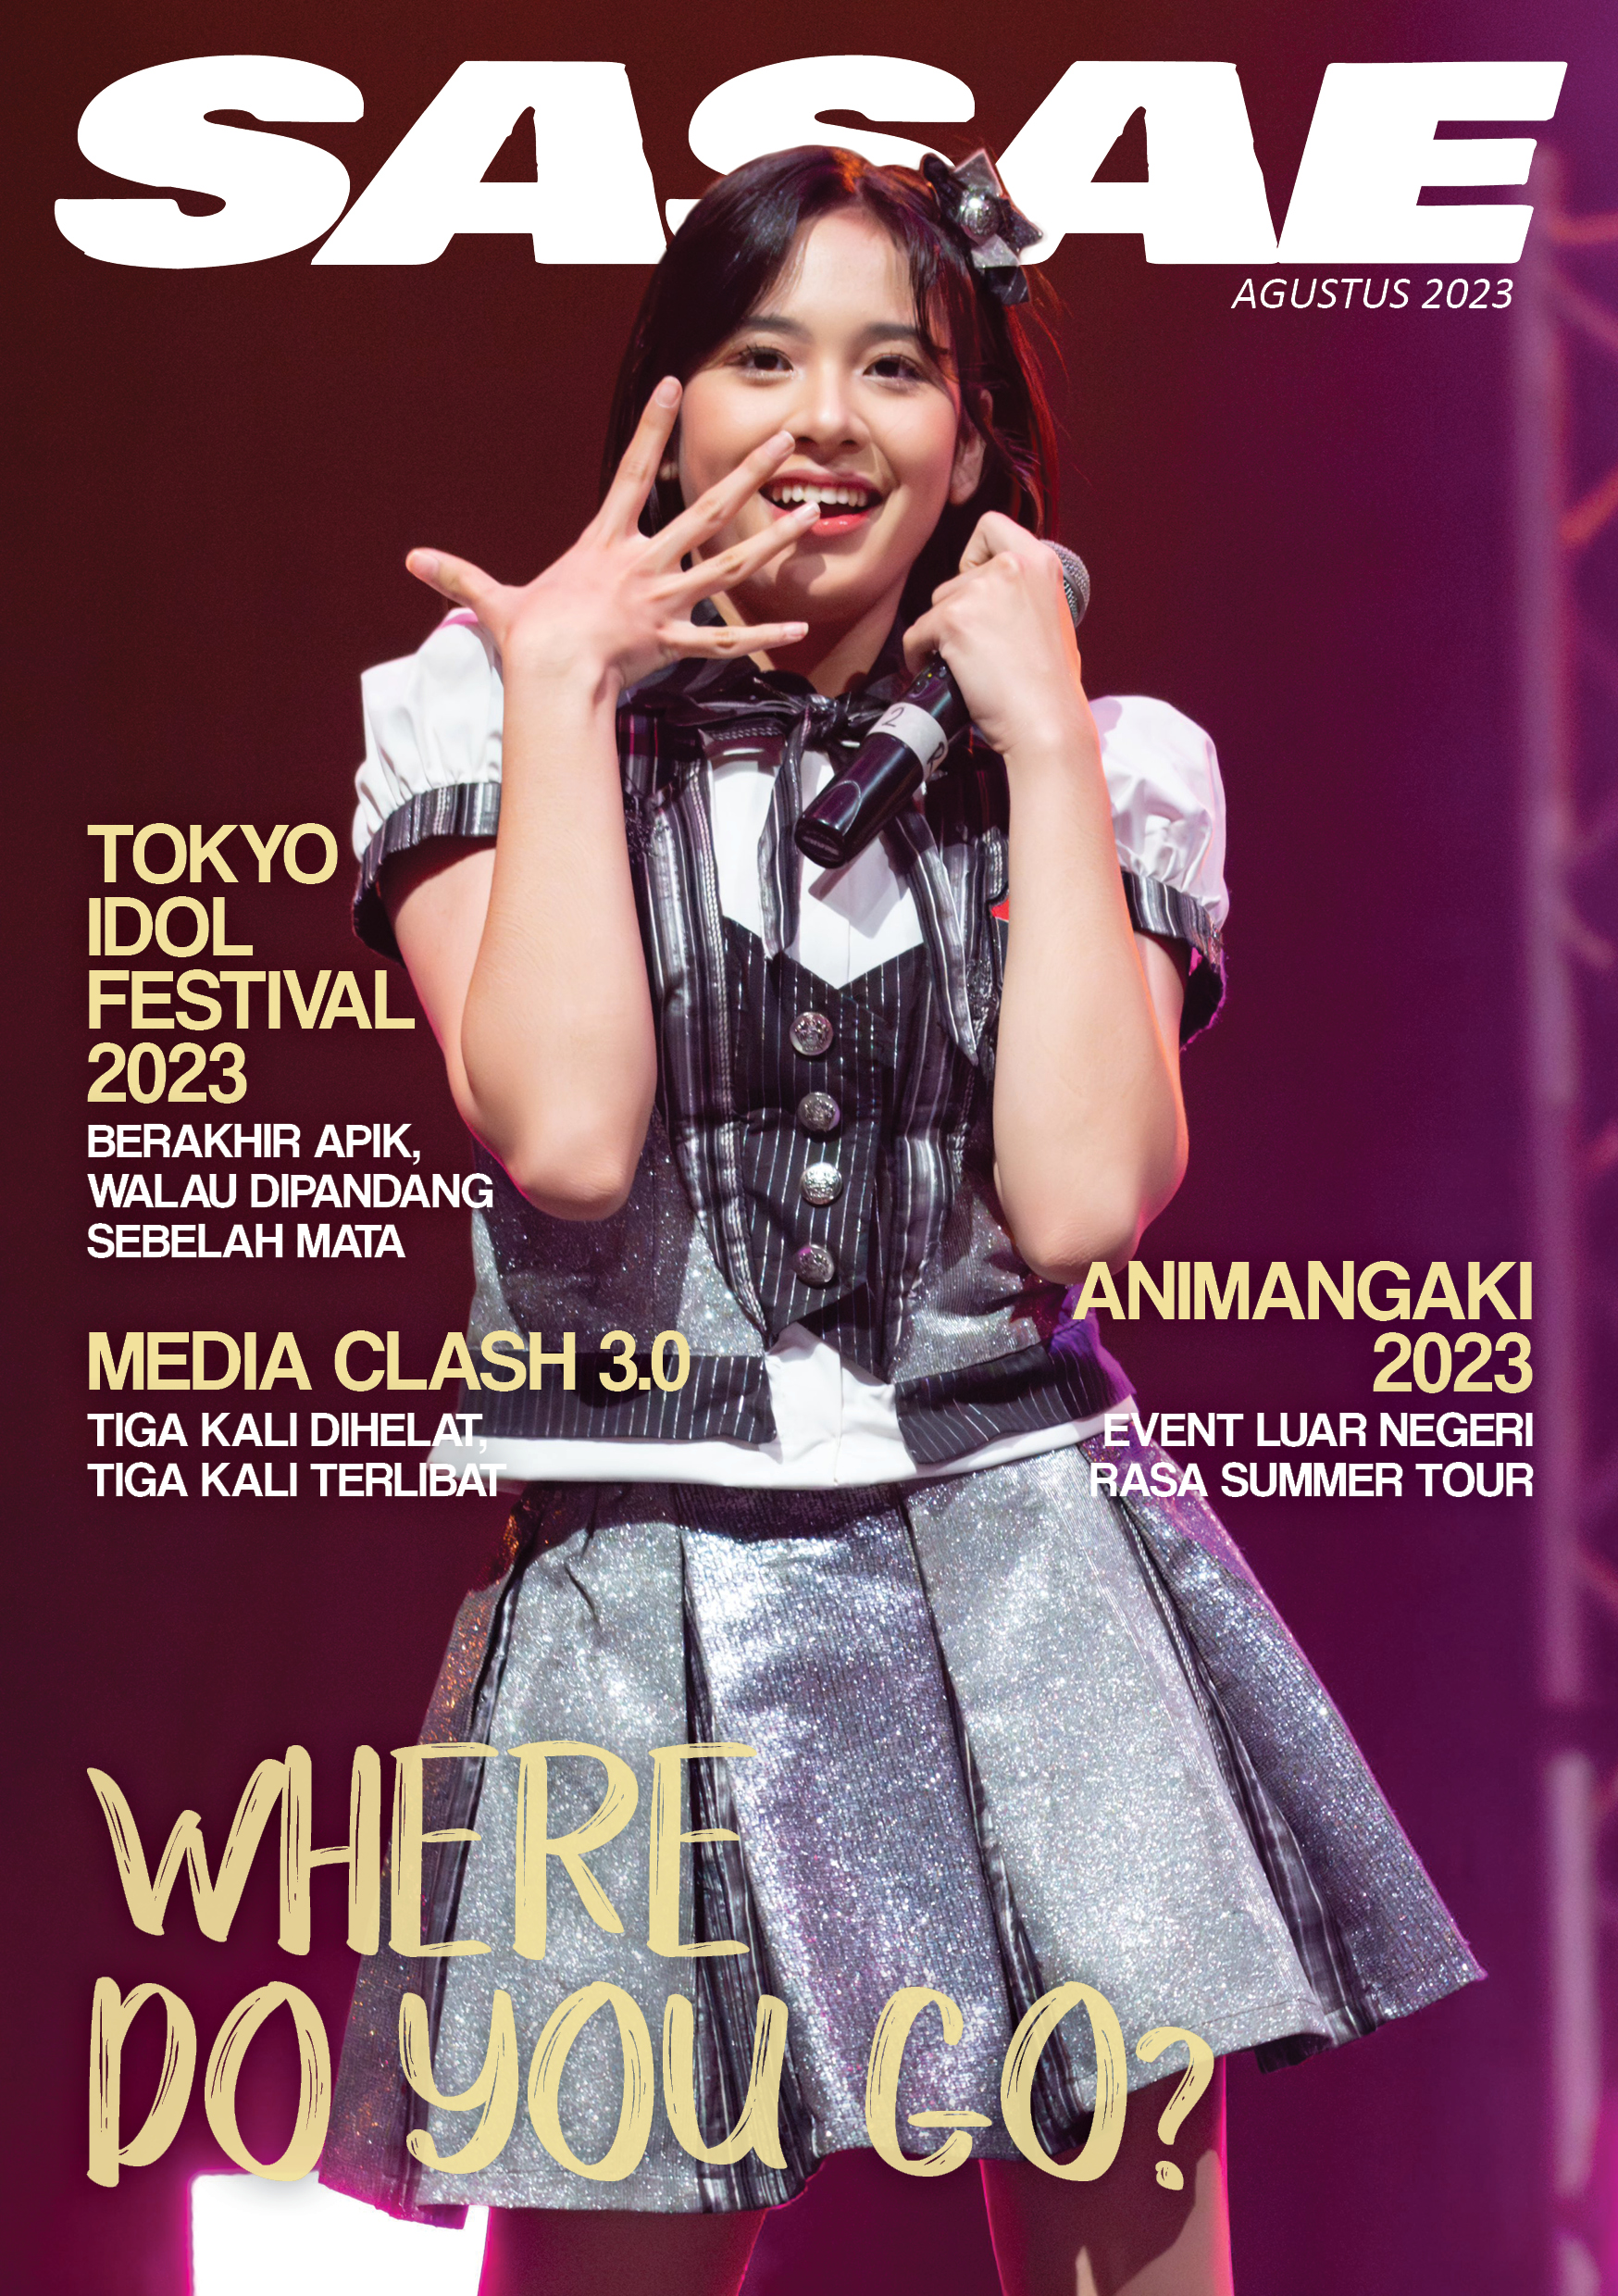 SASAE
AGUSTUS 2023
2
TOKYO
IDOL
FESTIVAL
2023
BERAKHIR APIK,
WALAU DIPANDANG
SEBELAH MATA
MEDIA CLASH 3.0
TIGA KALI DIHELAT,
TIGA KALI TERLIBAT
ANIMANGAKI
2023
EVENT LUAR NEGERI
RASA SUMMER TOUR
WHERE
DO YOU GO?